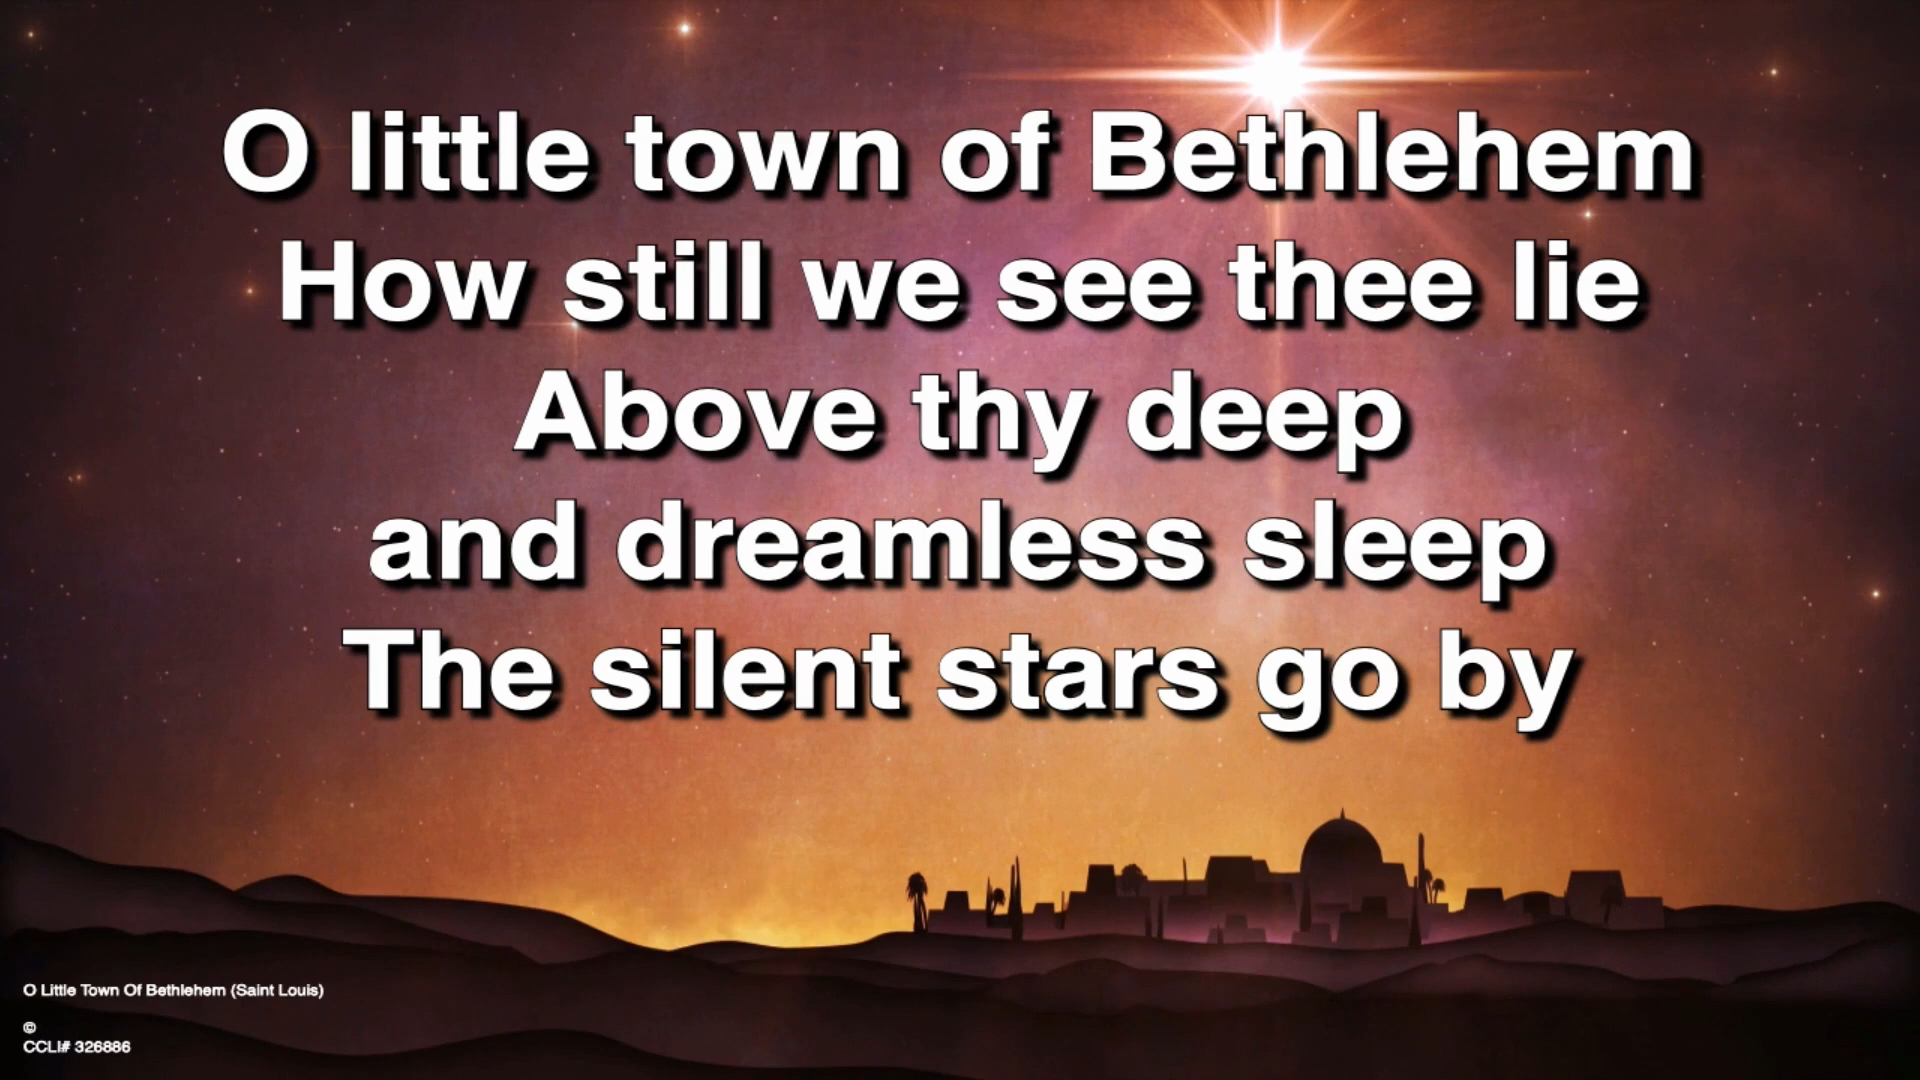 O little town of Bethlehem
How still we see thee lie
Above thy deep
and dreamless sleep
The silent stars go by
O Little Town Of Bethlehem (Saint Louis)
©
CCLI# 326886